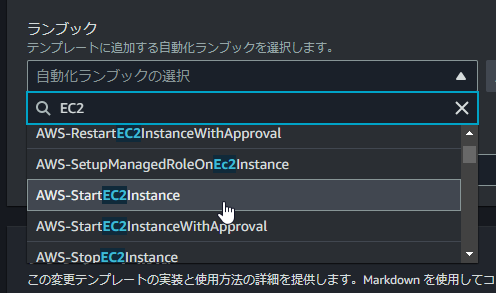 ランブック
テンプレートに追加する自動化ランブックを選択します。
自動化ランブックの選択
EC2
AWS-RestartEC2InstanceWithApproval
AWS-SetupManagedRoleOnEc2Instance
AWS-StartEC2Instance
AWS-StartEC2InstanceWithApproval
AWS-StopEC2Instance
この変更テンプレートの実装と使用方法の詳細を提供します。Markdown を使用してコ